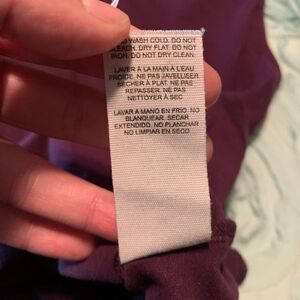 WASH COLD. DO NOT
BLEACH. DRY FLAT. DO NOT
IRON. DO NOT DRY CLEAN
LAVER À LA MAIN À L'EAU
FROIDE. NE PAS JAVELLISER
SÉCHER À PLAT. NE PAS
REPASSER. NE PAS
NETTOYER À SEC
LAVAR A MANO EN FRIO. NO
BLANQUEAR. SECAR
EXTENDIDO. NO PLANCHAR
NO LIMPIAR EN SECO